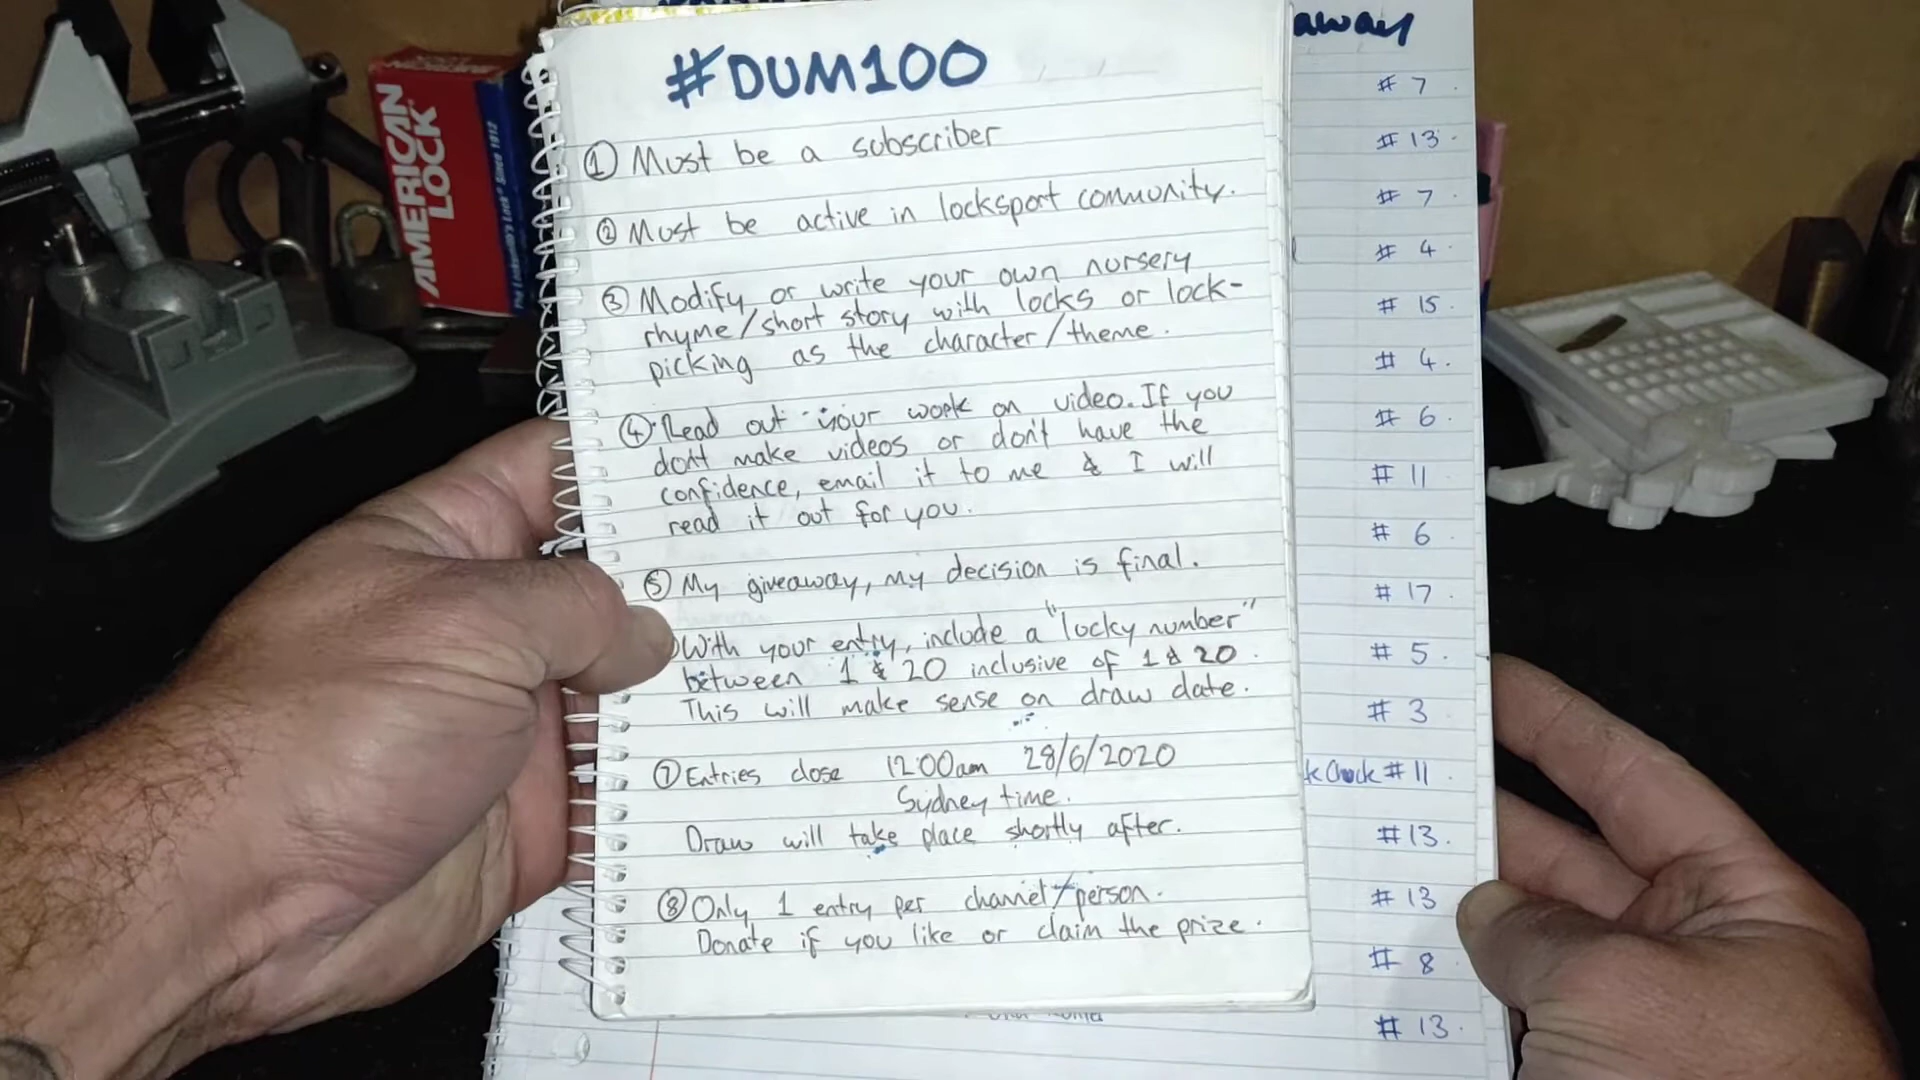 #DUM100
① Must be a subscriber
② Must be active in locksport community.
③ Modify or write your own nursery
rhyme/short story with locks or lock-
picking as the character/theme.
④ Read out your work on video. If you
don't make videos or don't have the
confidence, email it to me & I will
read it out for you.
⑤ My giveaway, my decision is final.
With your entry, include a "locky number"
between 1 & 20 inclusive of 1 & 20.
This will make sense on draw date.
⑦ Entries close 12:00am 28/6/2020
Sydney time.
Draw will take place shortly after.
⑧ Only 1 entry per channel/person.
Donate if you like or claim the prize.
away
# 7
# 13
# 7
# 4
# 15
# 4
# 6
# 11
# 6
# 17
# 5
# 3
Chuck # 11
# 13
# 13
# 8
# 13
AMERICAN
LOCK
The Locksmith's Lock Since 1912